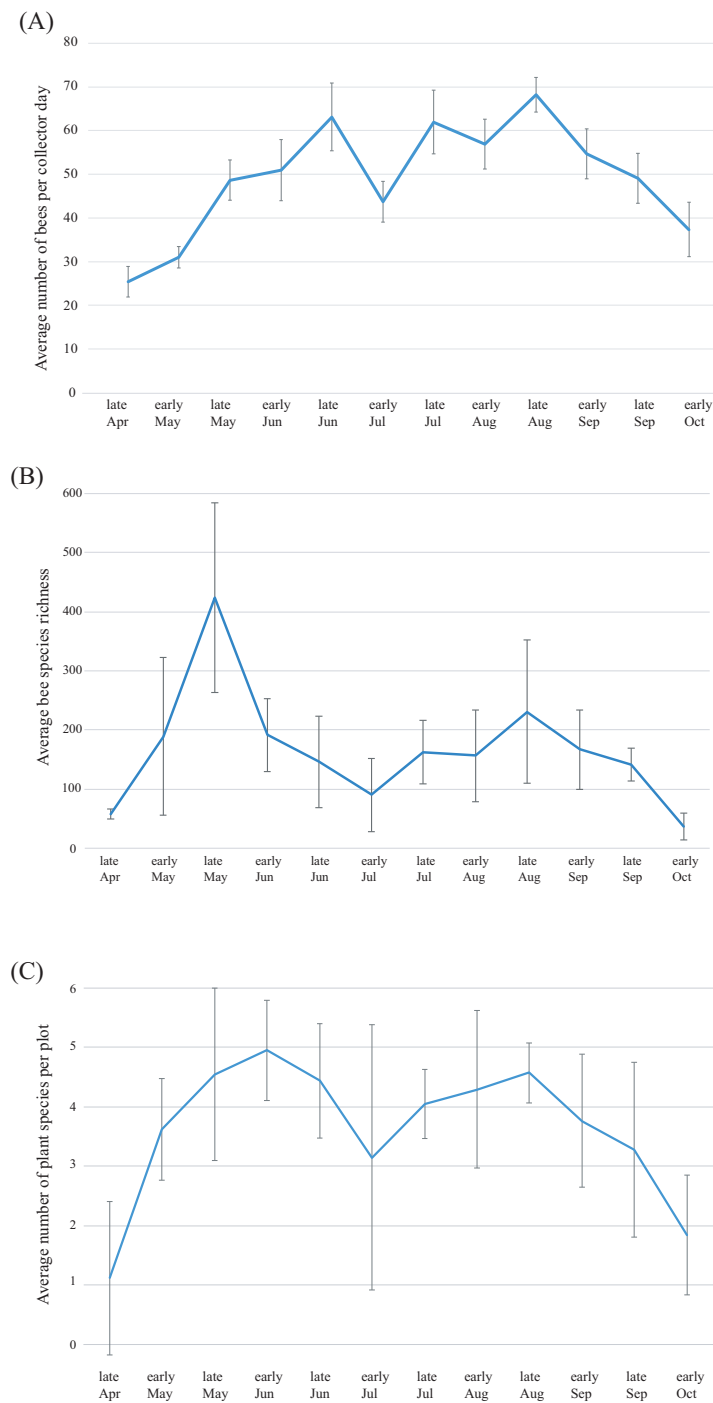 (A)
Average number of bees per collector day
80
70
60
50
40
30
20
10
0
late early late early late early late early late early late early
Apr May May Jun Jun Jul Jul Aug Aug Sep Sep Oct
(B)
Average bee species richness
600
500
400
300
200
100
0
late early late early late early late early late early late early
Apr May May Jun Jun Jul Jul Aug Aug Sep Sep Oct
(C)
Average number of plant species per plot
6
5
4
3
2
1
0
late early late early late early late early late early late early
Apr May May Jun Jun Jul Jul Aug Aug Sep Sep Oct